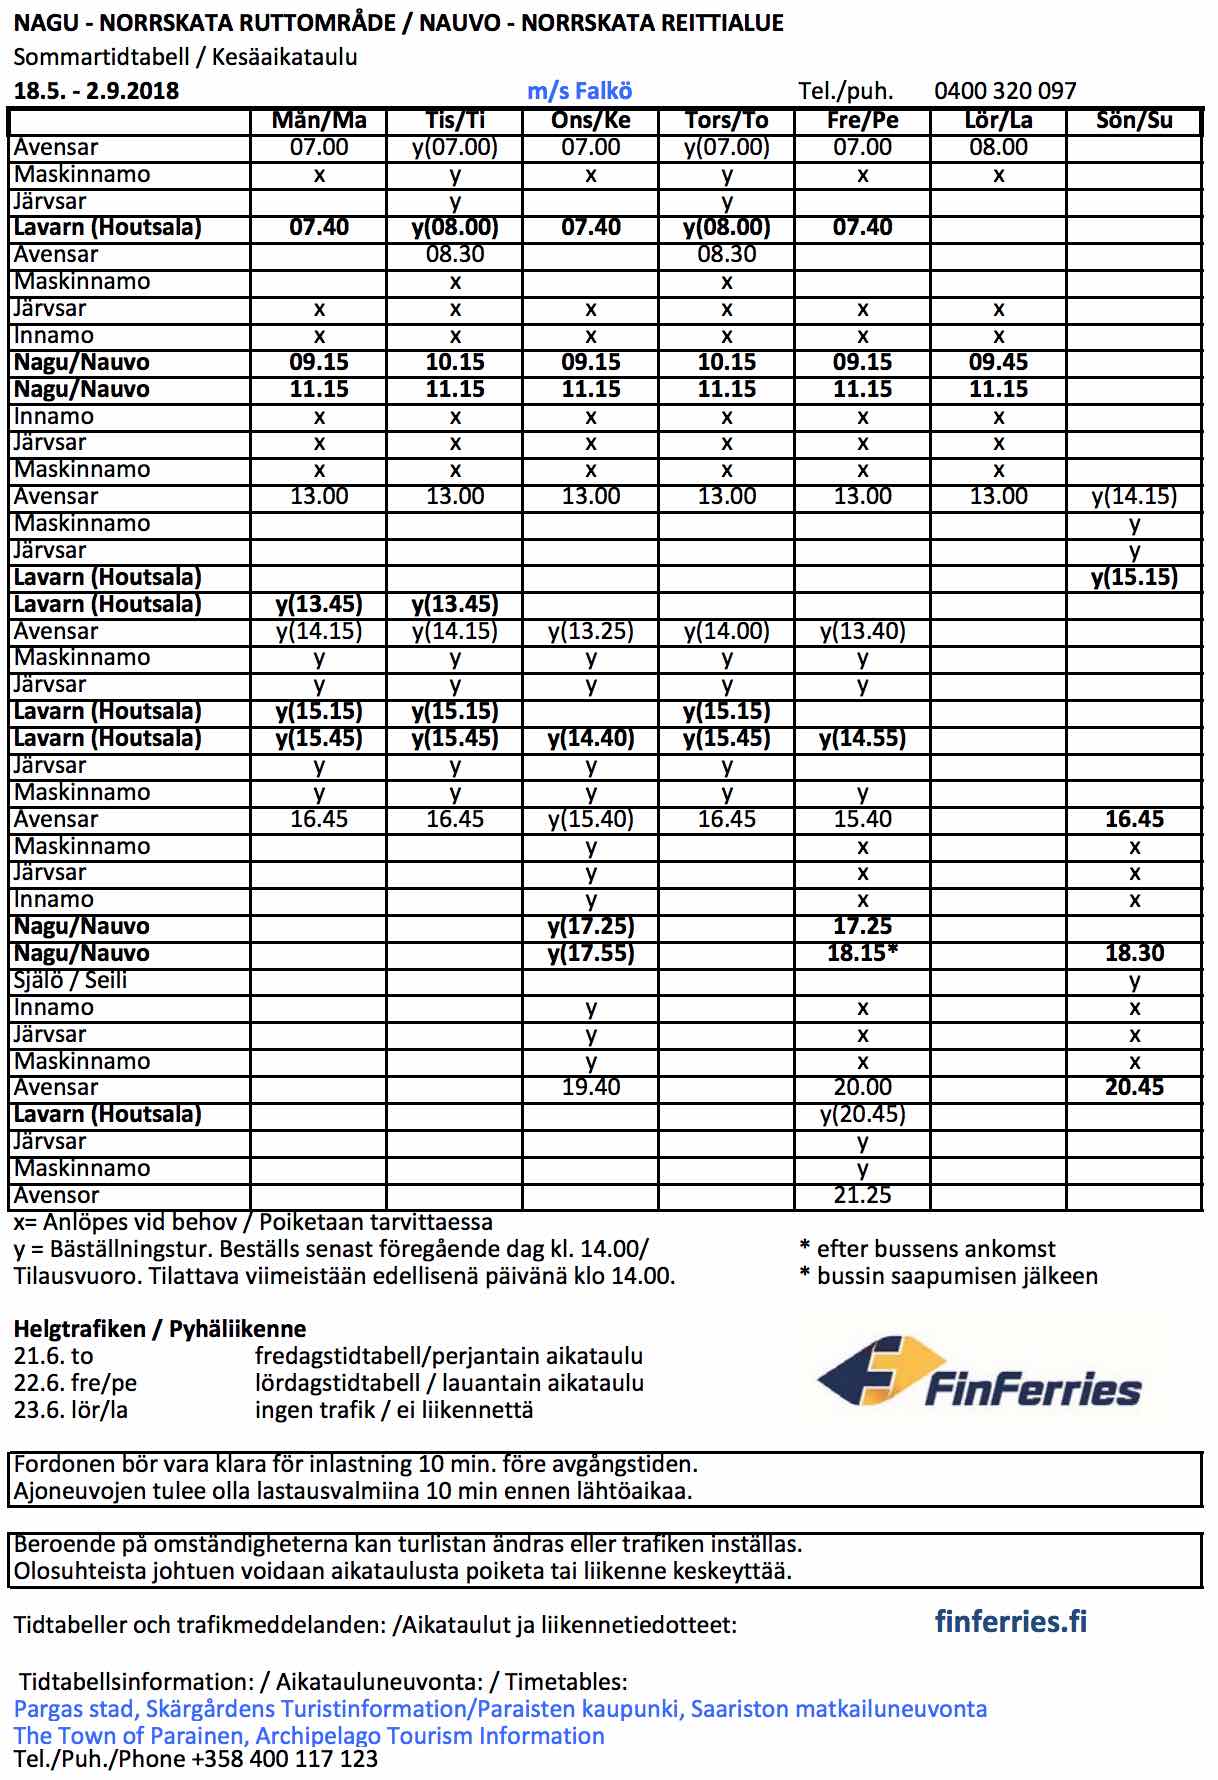 NAGU - NORRSKATA RUTTOMRÅDE / NAUVO - NORRSKATA REITTIALUE
Sommartidtabell / Kesäaikataulu
18.5. - 2.9.2018 m/s Falkö Tel./puh. 0400 320 097
Mån/Ma Tis/Ti Ons/Ke Tors/To Fre/Pe Lör/La Sön/Su
Avensar 07.00 y(07.00) 07.00 y(07.00) 07.00 08.00
Maskinnamo x y x y x x
Järvsar y y
Lavarn (Houtsala) 07.40 y(08.00) 07.40 y(08.00) 07.40
Avensar 08.30 08.30
Maskinnamo x x
Järvsar x x x x x x
Innamo x x x x x x
Nagu/Nauvo 09.15 10.15 09.15 10.15 09.15 09.45
Nagu/Nauvo 11.15 11.15 11.15 11.15 11.15 11.15
Innamo x x x x x x
Järvsar x x x x x x
Maskinnamo x x x x x x
Avensar 13.00 13.00 13.00 13.00 13.00 13.00 y(14.15)
Maskinnamo y
Järvsar y
Lavarn (Houtsala) y(15.15)
Lavarn (Houtsala) y(13.45) y(13.45)
Avensar y(14.15) y(14.15) y(13.25) y(14.00) y(13.40)
Maskinnamo y y y y y
Järvsar y y y y y
Lavarn (Houtsala) y(15.15) y(15.15) y(15.15)
Lavarn (Houtsala) y(15.45) y(15.45) y(14.40) y(15.45) y(14.55)
Järvsar y y y y
Maskinnamo y y y y y
Avensar 16.45 16.45 y(15.40) 16.45 15.40 16.45
Maskinnamo y x x
Järvsar y x x
Innamo y x x
Nagu/Nauvo y(17.25) 17.25
Nagu/Nauvo y(17.55) 18.15* 18.30
Själö / Seili y
Innamo y x x
Järvsar y x x
Maskinnamo y x x
Avensar 19.40 20.00 20.45
Lavarn (Houtsala) y(20.45)
Järvsar y
Maskinnamo y
Avensor 21.25
x= Anlöpes vid behov / Poiketaan tarvittaessa
y = Bäställningstur. Beställs senast föregående dag kl. 14.00/ * efter bussens ankomst
Tilausvuoro. Tilattava viimeistään edellisenä päivänä klo 14.00. * bussin saapumisen jälkeen
Helgtrafiken / Pyhäliikenne
21.6. to fredagstidtabell/perjantain aikataulu
22.6. fre/pe lördagstidtabell / lauantain aikataulu
23.6. lör/la ingen trafik / ei liikennettä
FinFerries
Fordonen bör vara klara för inlastning 10 min. före avgångstiden.
Ajoneuvojen tulee olla lastausvalmiina 10 min ennen lähtöaikaa.
Beroende på omständigheterna kan turlistan ändras eller trafiken inställas.
Olosuhteista johtuen voidaan aikataulusta poiketa tai liikenne keskeyttää.
Tidtabeller och trafikmeddelanden: /Aikataulut ja liikennetiedotteet: finferries.fi
Tidtabellsinformation: / Aikatauluneuvonta: / Timetables:
Pargas stad, Skärgårdens Turistinformation/Paraisten kaupunki, Saariston matkailuneuvonta
The Town of Parainen, Archipelago Tourism Information
Tel./Puh./Phone +358 400 117 123